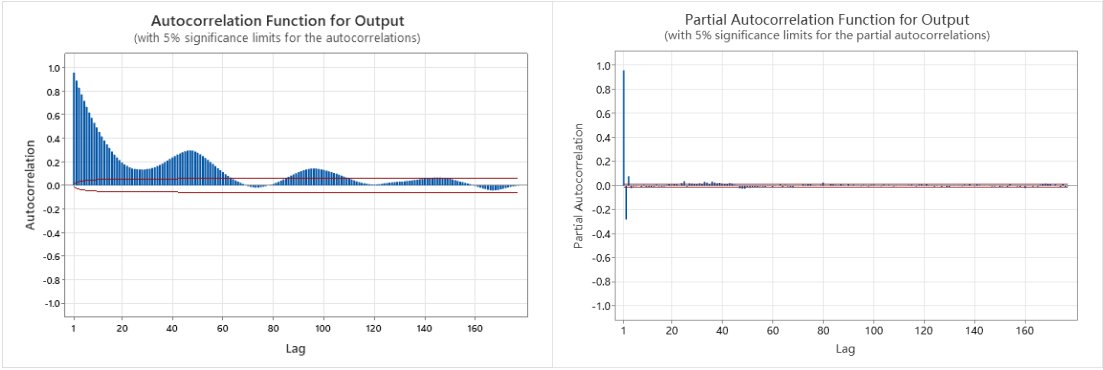 Autocorrelation Function for Output
(with 5% significance limits for the autocorrelations)
1.0
0.8
0.6
0.4
0.2
0.0
-0.2
-0.4
-0.6
-0.8
-1.0
Autocorrelation
1 20 40 60 80 100 120 140 160
Lag
Partial Autocorrelation Function for Output
(with 5% significance limits for the partial autocorrelations)
1.0
0.8
0.6
0.4
0.2
0.0
-0.2
-0.4
-0.6
-0.8
-1.0
Partial Autocorrelation
1 20 40 60 80 100 120 140 160
Lag